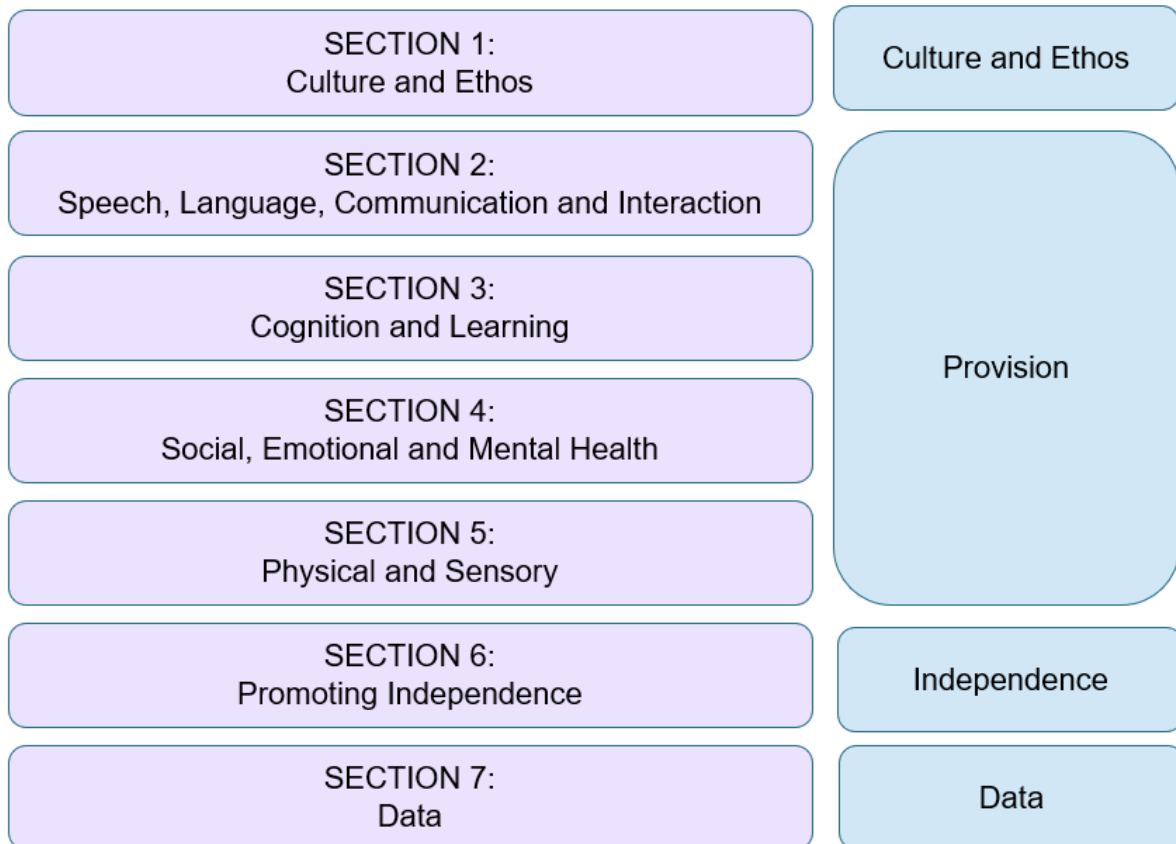 SECTION 1:
Culture and Ethos
Culture and Ethos
SECTION 2:
Speech, Language, Communication and Interaction
SECTION 3:
Cognition and Learning
SECTION 4:
Social, Emotional and Mental Health
SECTION 5:
Physical and Sensory
Provision
SECTION 6:
Promoting Independence
Independence
SECTION 7:
Data
Data